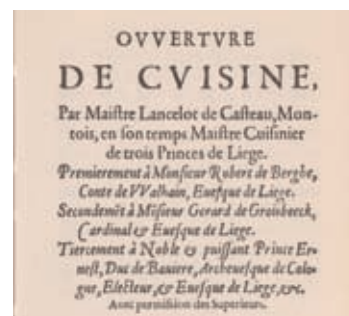 OVVERTVRE
DE CVISINE,
Par Maiſtre Lancelot de Caſteau, Mon-
tois, en ſon temps Maiſtre Cuiſinier
de trois Princes de Liege.
Premierement à Monſieur Robert de Berghe,
Conte de VValhain, Eueſque de Liege.
Secondemẽt à Mõſieur Gerard de Groisbeeck,
Cardinal & Eueſque de Liege.
Tiercement à Noble & puiſſant Prince Er-
neſt, Duc de Bauiere, Archeueſque de Colo-
gne, Electeur, & Eueſque de Liege, &c.
Auec permiſsion des Superieurs.